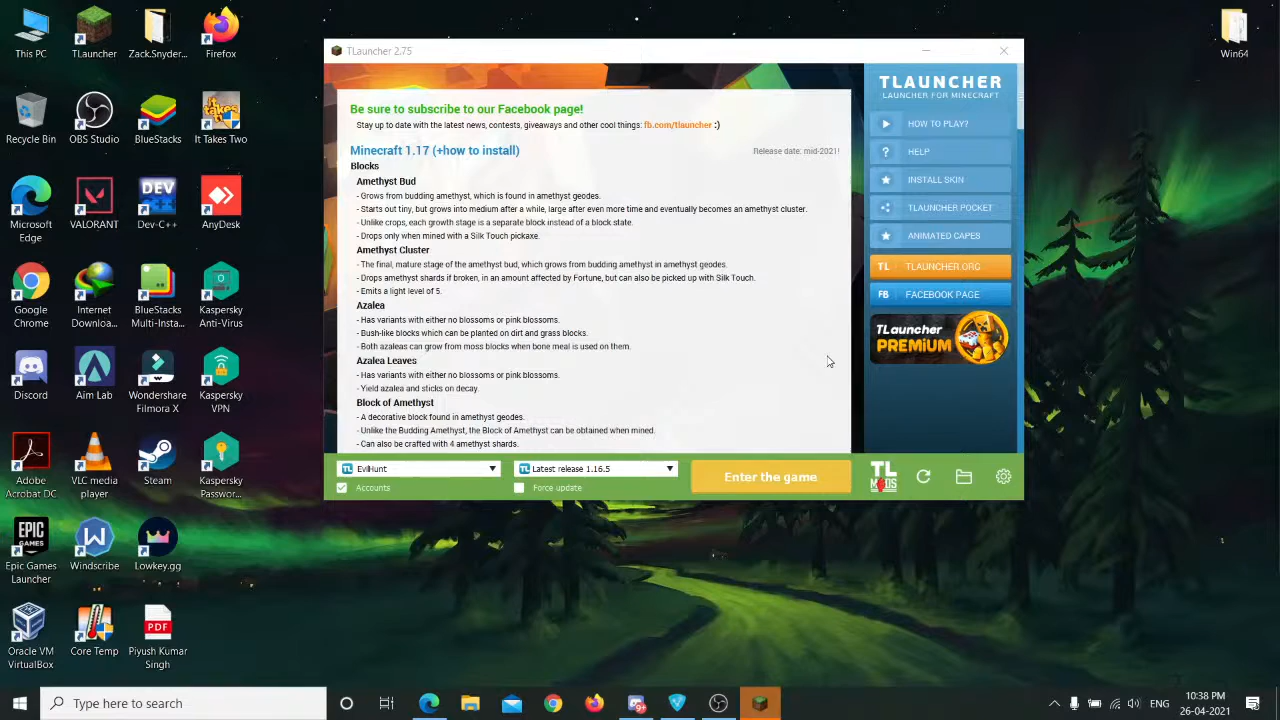 This PC
TLauncher
Zack.Snyder...
Firefox
Win64
Recycle Bin
OBS Studio
BlueStacks
It Takes Two
Microsoft
Edge
VALORANT
Dev-C++
AnyDesk
Google
Chrome
Internet
Downloa...
BlueStacks
Multi-Insta...
Kaspersky
Anti-Virus
Discord
Aim Lab
Wondershare
Filmora X
Kaspersky
VPN
Adobe
Acrobat DC
VLC media
player
Steam
Kaspersky
Passwor...
Epic Games
Launcher
Windscribe
Lowkey.gg
Oracle VM
VirtualBox
Core Temp
Piyush Kumar
Singh
TLauncher 2.75
Be sure to subscribe to our Facebook page!
Stay up to date with the latest news, contests, giveaways and other cool things: fb.com/tlauncher :)
Minecraft 1.17 (+how to install)
Release date: mid-2021!
Blocks
Amethyst Bud
- Grows from budding amethyst, which is found in amethyst geodes.
- Starts out tiny, but grows into medium after a while, large after even more time and eventually becomes an amethyst cluster.
- Unlike crops, each growth stage is a separate block instead of a block state.
- Drops only when mined with a Silk Touch pickaxe.
Amethyst Cluster
- The final, mature stage of the amethyst bud, which grows from budding amethyst in amethyst geodes.
- Drops amethyst shards if broken, in an amount affected by Fortune, but can also be picked up with Silk Touch.
- Emits a light level of 5.
Azalea
- Has variants with either no blossoms or pink blossoms.
- Bush-like blocks which can be planted on dirt and grass blocks.
- Both azaleas can grow from moss blocks when bone meal is used on them.
Azalea Leaves
- Has variants with either no blossoms or pink blossoms.
- Yield azalea and sticks on decay.
Block of Amethyst
- A decorative block found in amethyst geodes.
- Unlike the Budding Amethyst, the Block of Amethyst can be obtained when mined.
- Can also be crafted with 4 amethyst shards.
TLAUNCHER
LAUNCHER FOR MINECRAFT
HOW TO PLAY?
HELP
INSTALL SKIN
TLAUNCHER POCKET
ANIMATED CAPES
TL TLAUNCHER.ORG
FB FACEBOOK PAGE
TLauncher
PREMiUM
TL EvilHunt
TL Latest release 1.16.5
Enter the game
TL
MODS
Accounts
Force update
Type here to search
9+
ENG
10:38 PM
26-04-2021